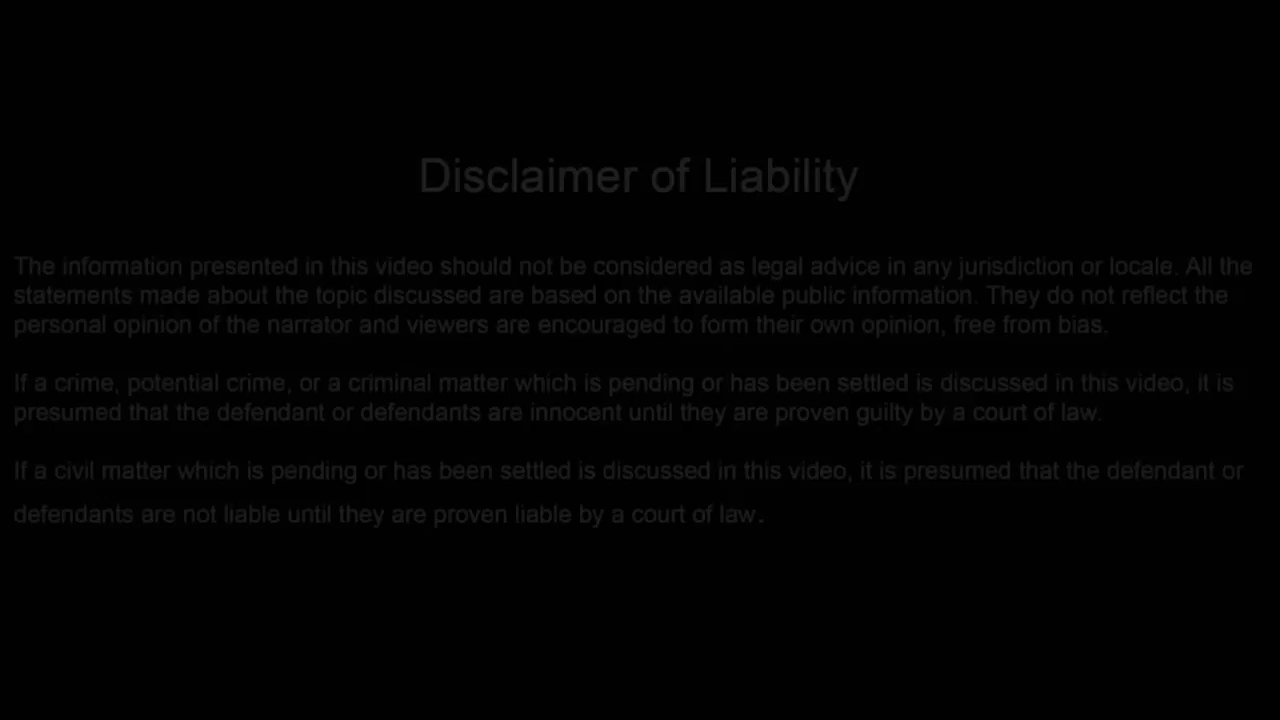 Disclaimer of Liability
The information presented in this video should not be considered as legal advice in any jurisdiction or locale. All the
statements made about the topic discussed are based on the available public information. They do not reflect the
personal opinion of the narrator and viewers are encouraged to form their own opinion, free from bias.
If a crime, potential crime, or a criminal matter which is pending or has been settled is discussed in this video, it is
presumed that the defendant or defendants are innocent until they are proven guilty by a court of law.
If a civil matter which is pending or has been settled is discussed in this video, it is presumed that the defendant or
defendants are not liable until they are proven liable by a court of law.